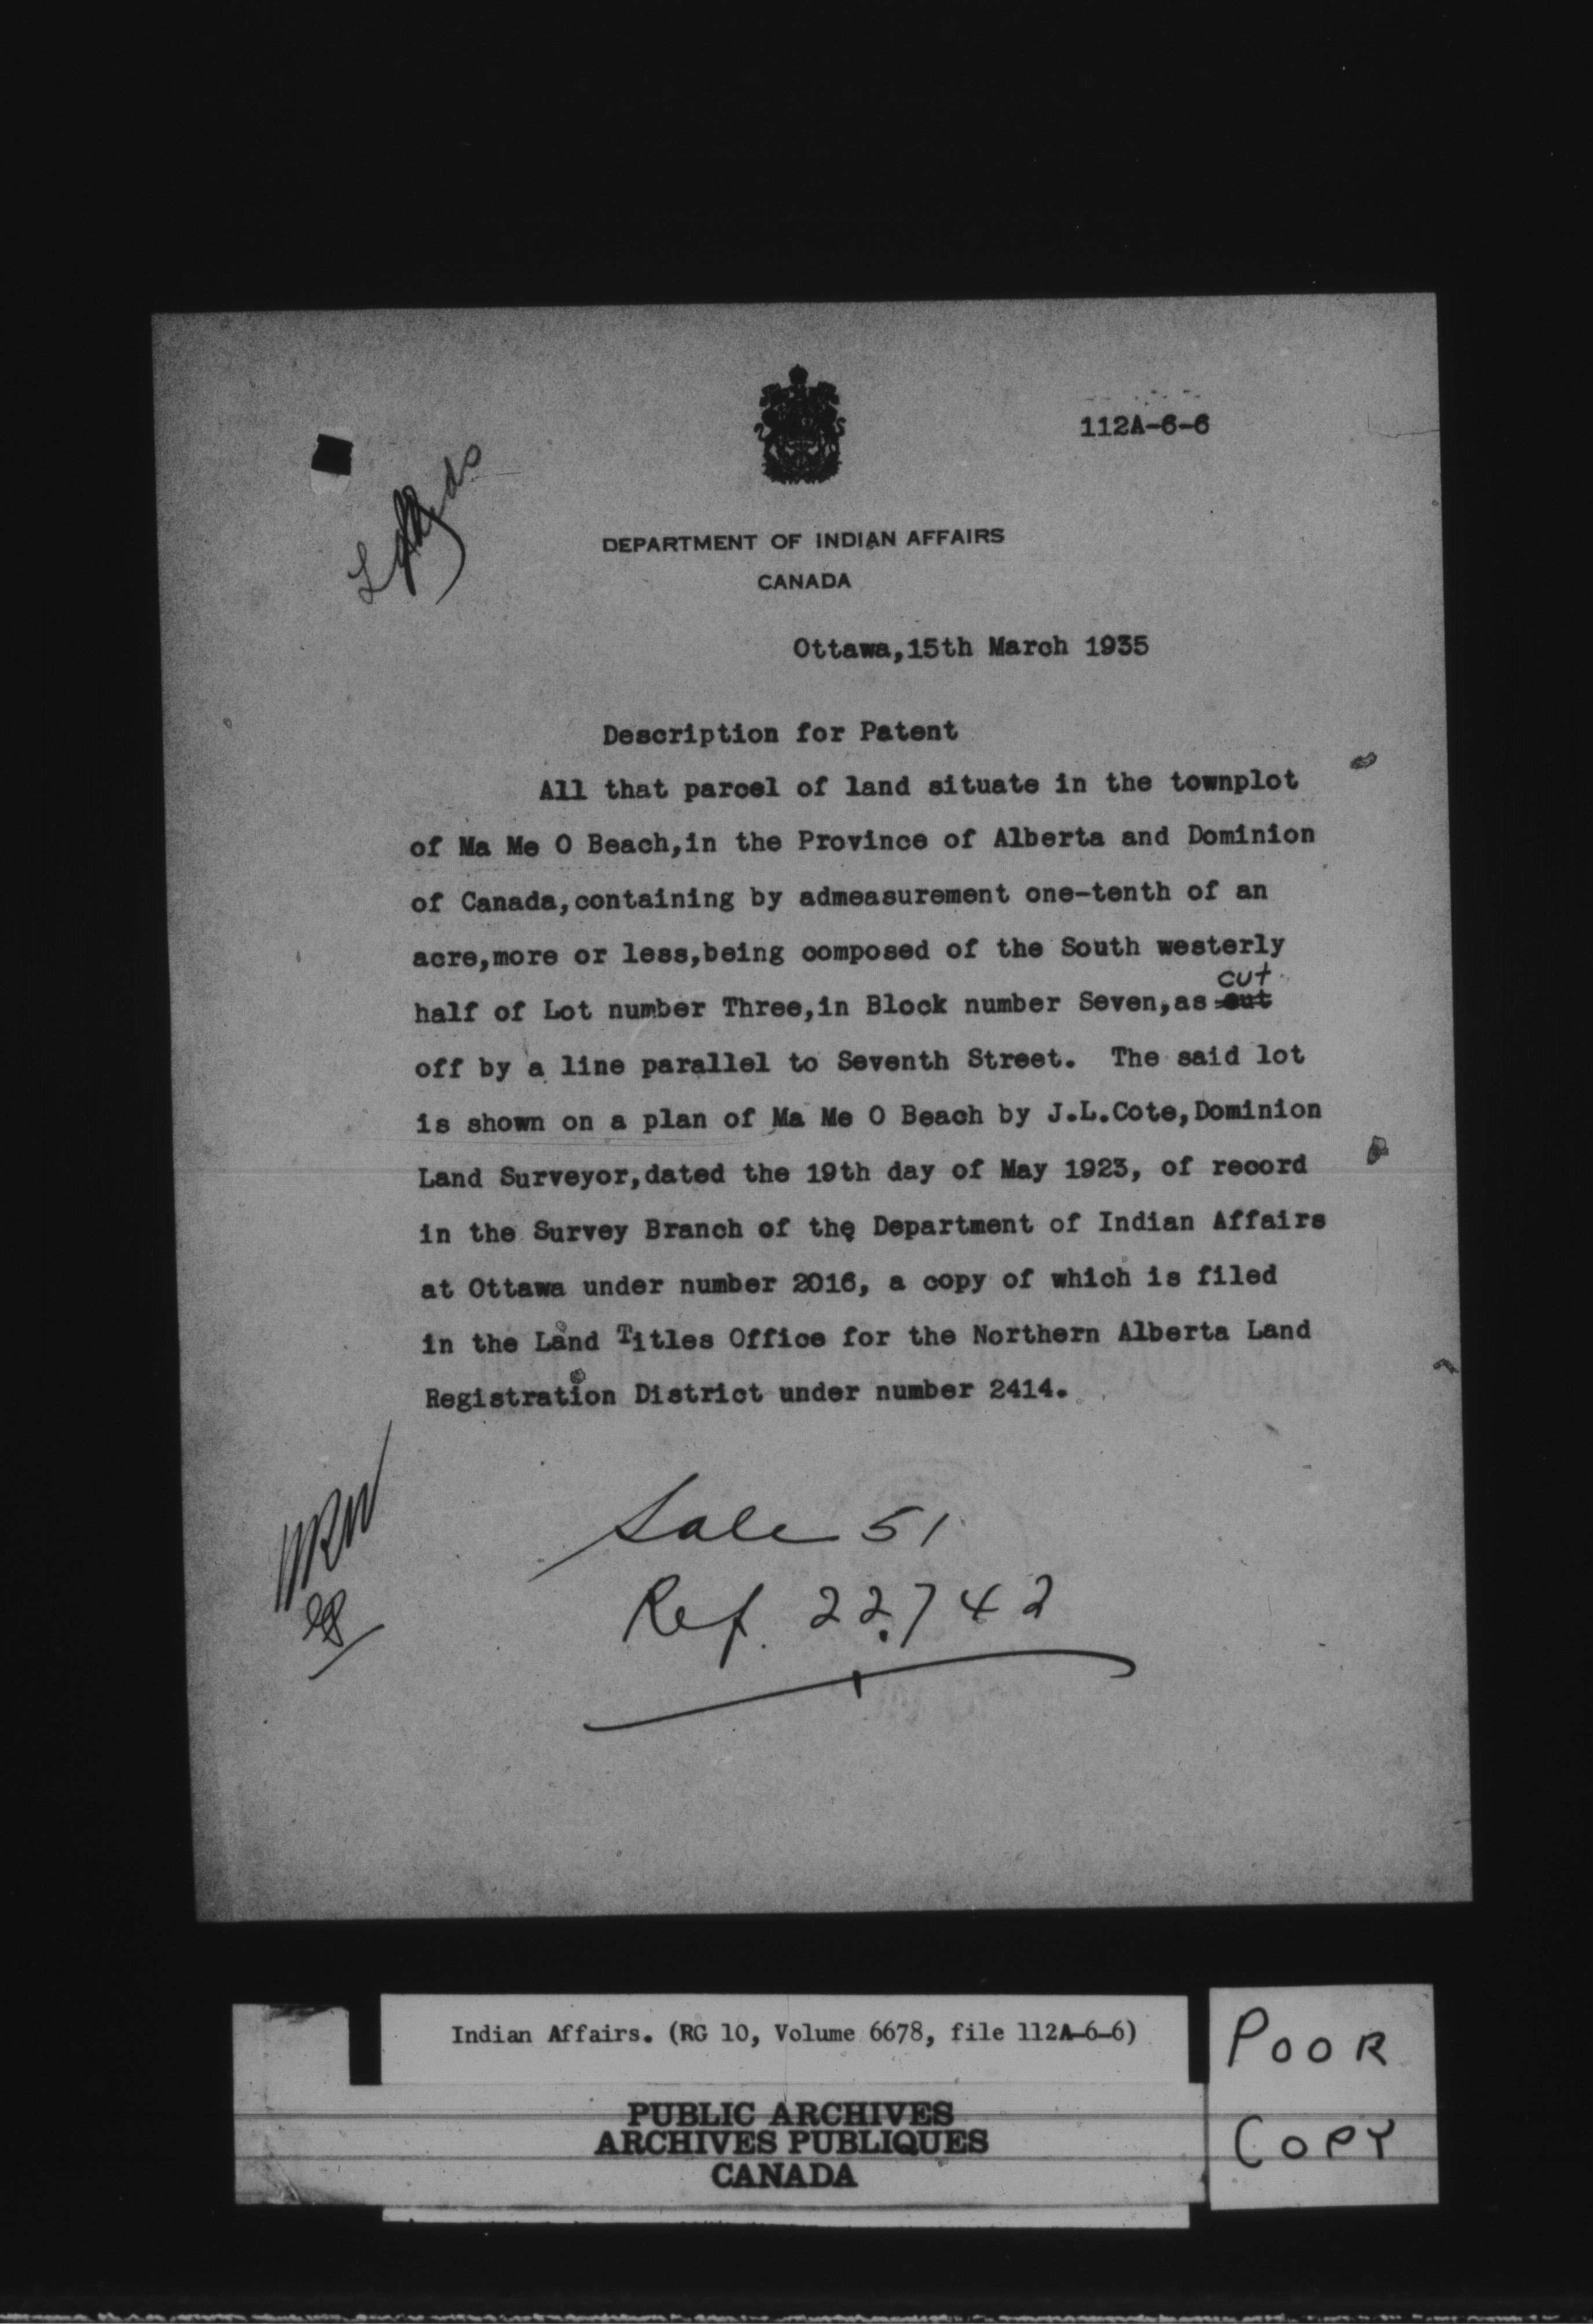 112A-6-6
Lands
DEPARTMENT OF INDIAN AFFAIRS
CANADA
Ottawa,15th March 1935
Description for Patent
All that parcel of land situate in the townplot
of Ma Me O Beach,in the Province of Alberta and Dominion
of Canada,containing by admeasurement one-tenth of an
acre,more or less,being composed of the South westerly
cut
half of Lot number Three,in Block number Seven,as out
off by a line parallel to Seventh Street. The said lot
is shown on a plan of Ma Me O Beach by J.L.Cote,Dominion
Land Surveyor,dated the 19th day of May 1923, of record
in the Survey Branch of the Department of Indian Affairs
at Ottawa under number 2016, a copy of which is filed
in the Land Titles Office for the Northern Alberta Land
Registration District under number 2414.
Sale 51
Ref. 22742
Indian Affairs. (RG 10, Volume 6678, file 112A-6-6)
PUBLIC ARCHIVES
ARCHIVES PUBLIQUES
CANADA
POOR
COPY